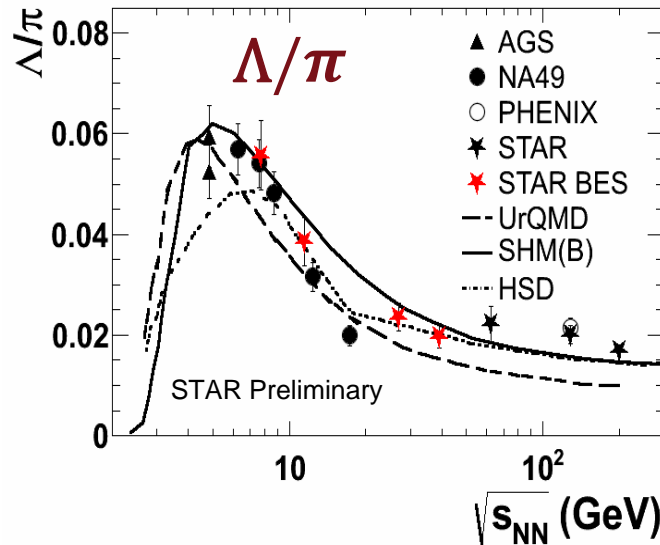 Λ/π
0.08
0.06
0.04
0.02
0
Λ/π
AGS
NA49
PHENIX
STAR
STAR BES
UrQMD
SHM(B)
HSD
STAR Preliminary
10
10²
√sNN (GeV)